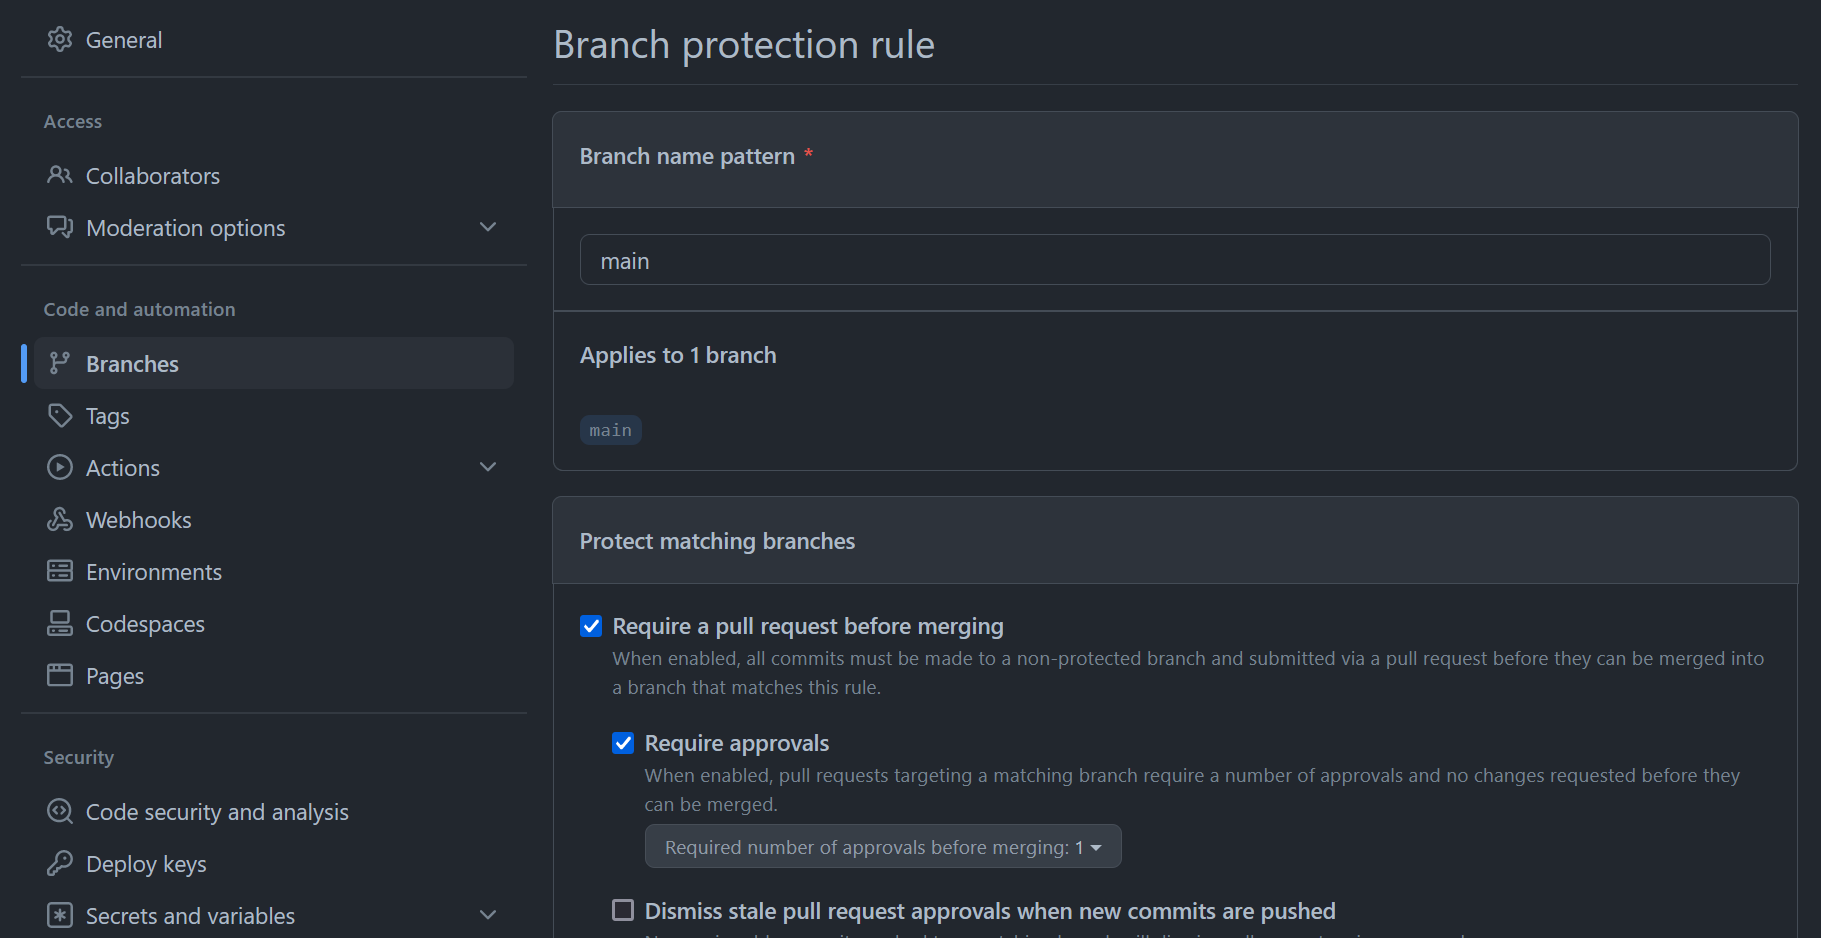 General
Access
Collaborators
Moderation options
Code and automation
Branches
Tags
Actions
Webhooks
Environments
Codespaces
Pages
Security
Code security and analysis
Deploy keys
Secrets and variables
Branch protection rule
Branch name pattern *
main
Applies to 1 branch
main
Protect matching branches
Require a pull request before merging
When enabled, all commits must be made to a non-protected branch and submitted via a pull request before they can be merged into
a branch that matches this rule.
Require approvals
When enabled, pull requests targeting a matching branch require a number of approvals and no changes requested before they
can be merged.
Required number of approvals before merging: 1
Dismiss stale pull request approvals when new commits are pushed